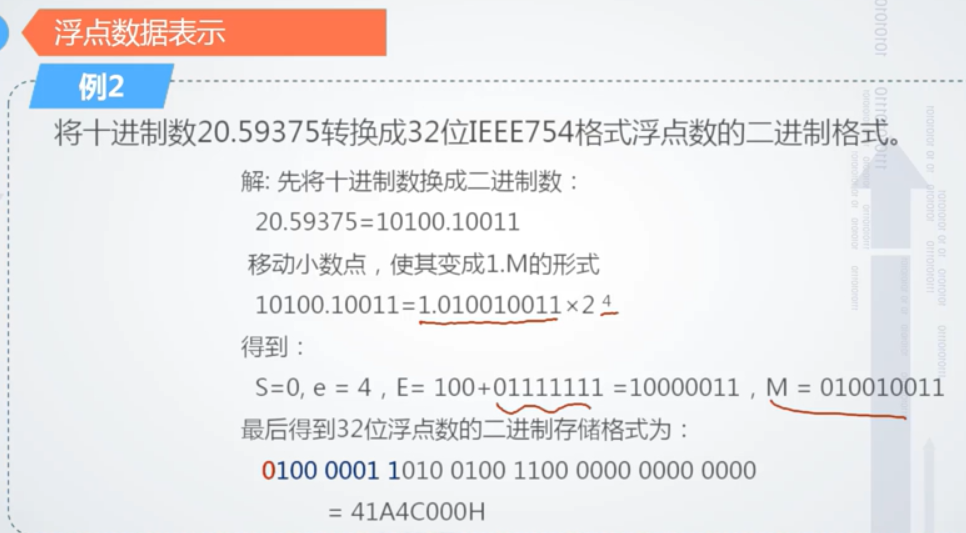 浮点数据表示
例2
将十进制数20.59375转换成32位IEEE754格式浮点数的二进制格式。
解: 先将十进制数换成二进制数：
20.59375=10100.10011
移动小数点，使其变成1.M的形式
10100.10011=1.010010011×2⁴
得到：
S=0, e = 4，E= 100+01111111 =10000011，M = 010010011
最后得到32位浮点数的二进制存储格式为：
0100 0001 1010 0100 1100 0000 0000 0000
= 41A4C000H